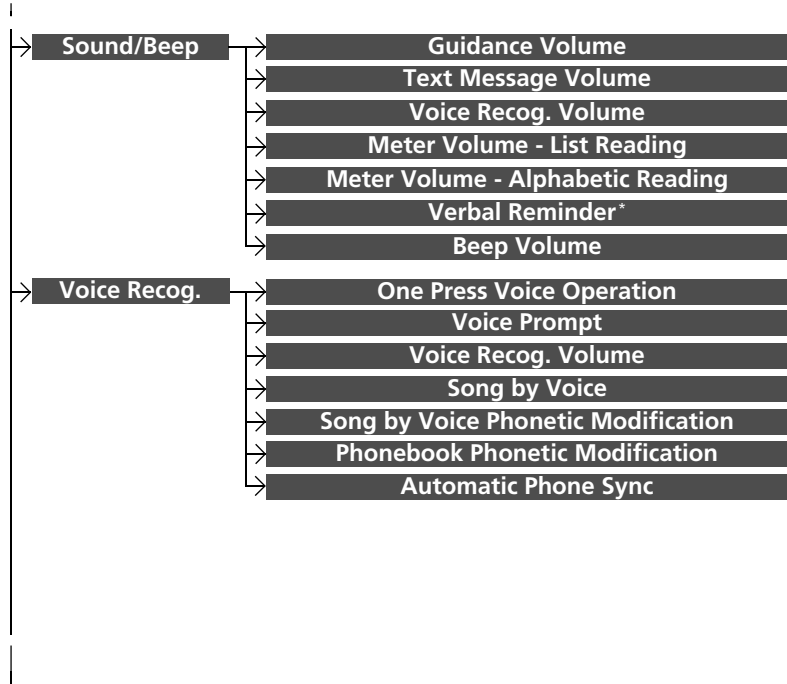 Sound/Beep
Guidance Volume
Text Message Volume
Voice Recog. Volume
Meter Volume - List Reading
Meter Volume - Alphabetic Reading
Verbal Reminder*
Beep Volume
Voice Recog.
One Press Voice Operation
Voice Prompt
Voice Recog. Volume
Song by Voice
Song by Voice Phonetic Modification
Phonebook Phonetic Modification
Automatic Phone Sync